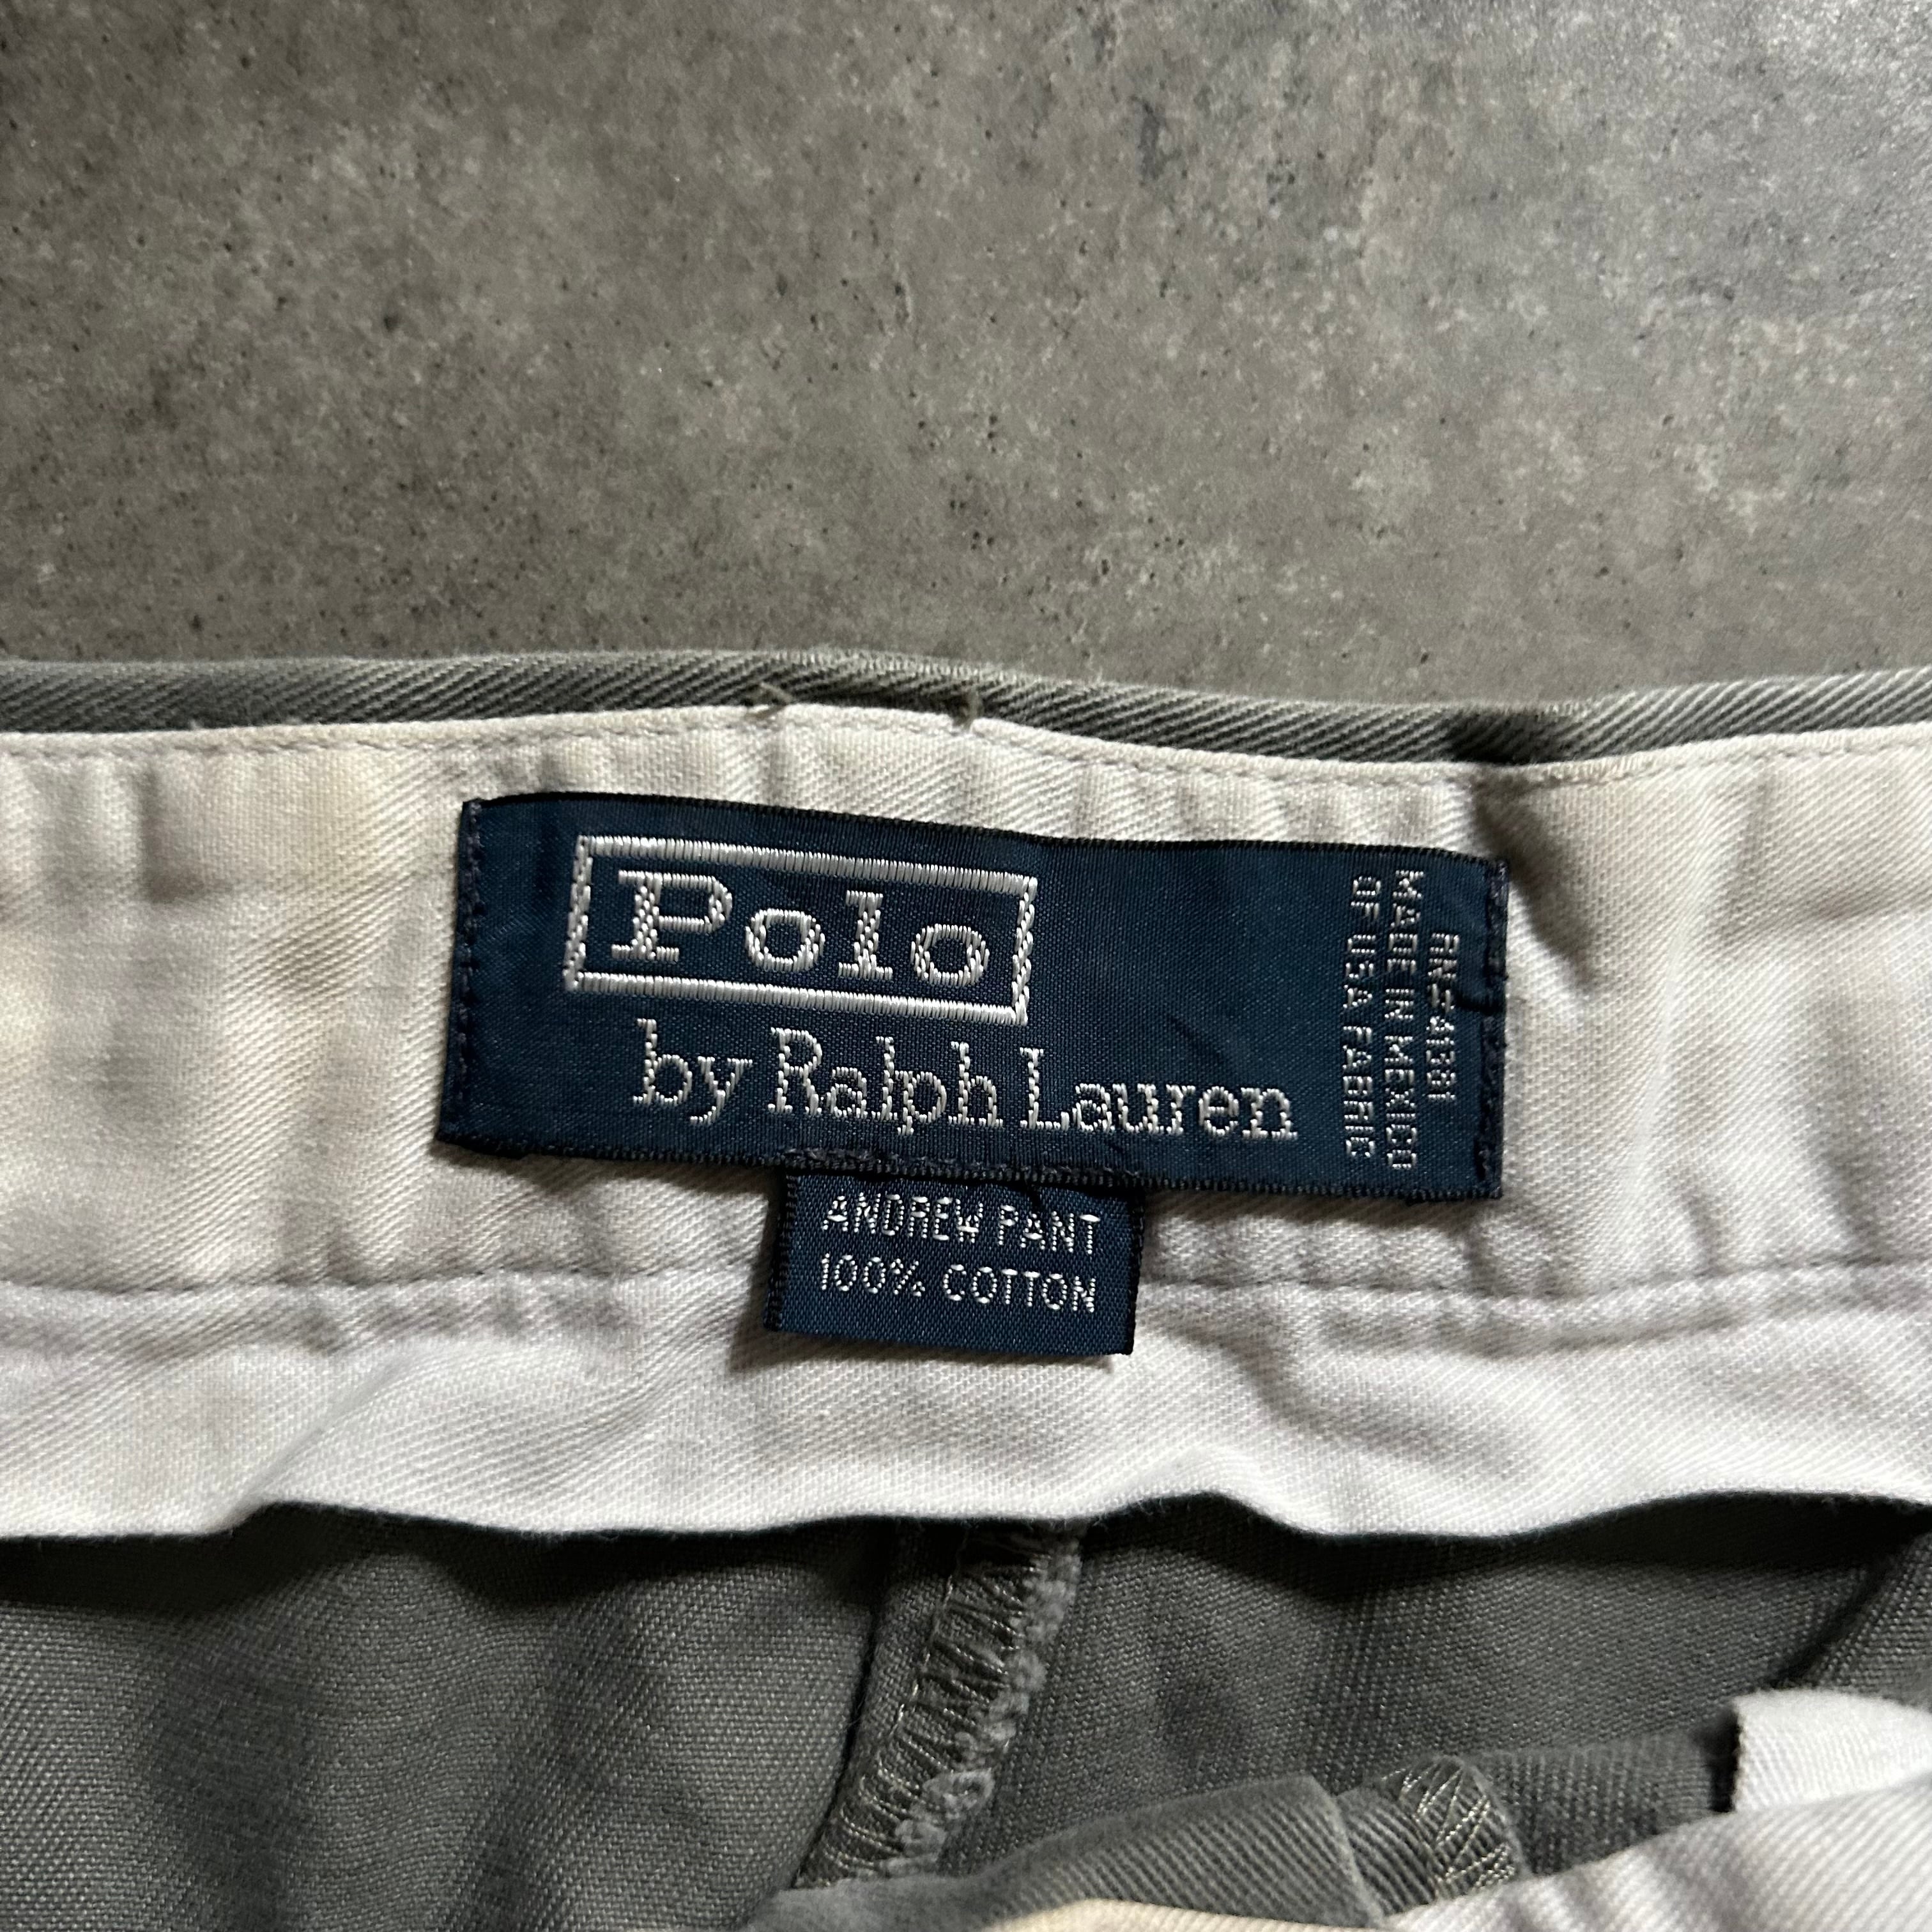 Polo
by Ralph Lauren
RN=41381
MADE IN MEXICO
OF USA FABRIC
ANDREW PANT
100% COTTON